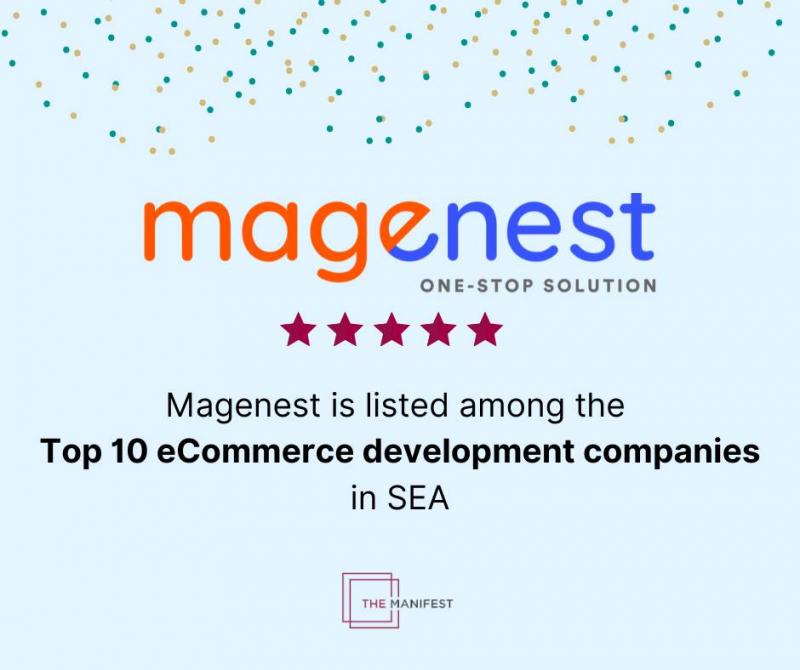 magenest
ONE-STOP SOLUTION
Magenest is listed among the
Top 10 eCommerce development companies
in SEA
THE MANIFEST